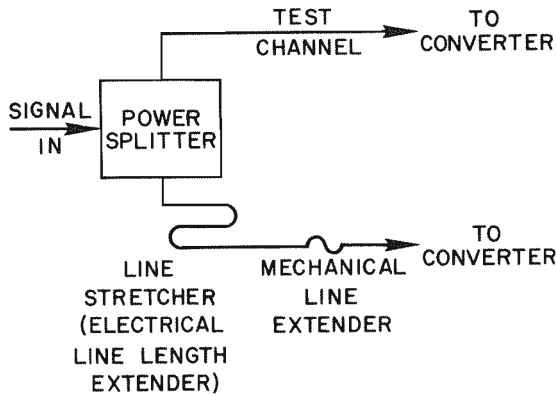 TEST
CHANNEL
TO
CONVERTER
SIGNAL
IN
POWER
SPLITTER
TO
CONVERTER
LINE
STRETCHER
(ELECTRICAL
LINE LENGTH
EXTENDER)
MECHANICAL
LINE
EXTENDER